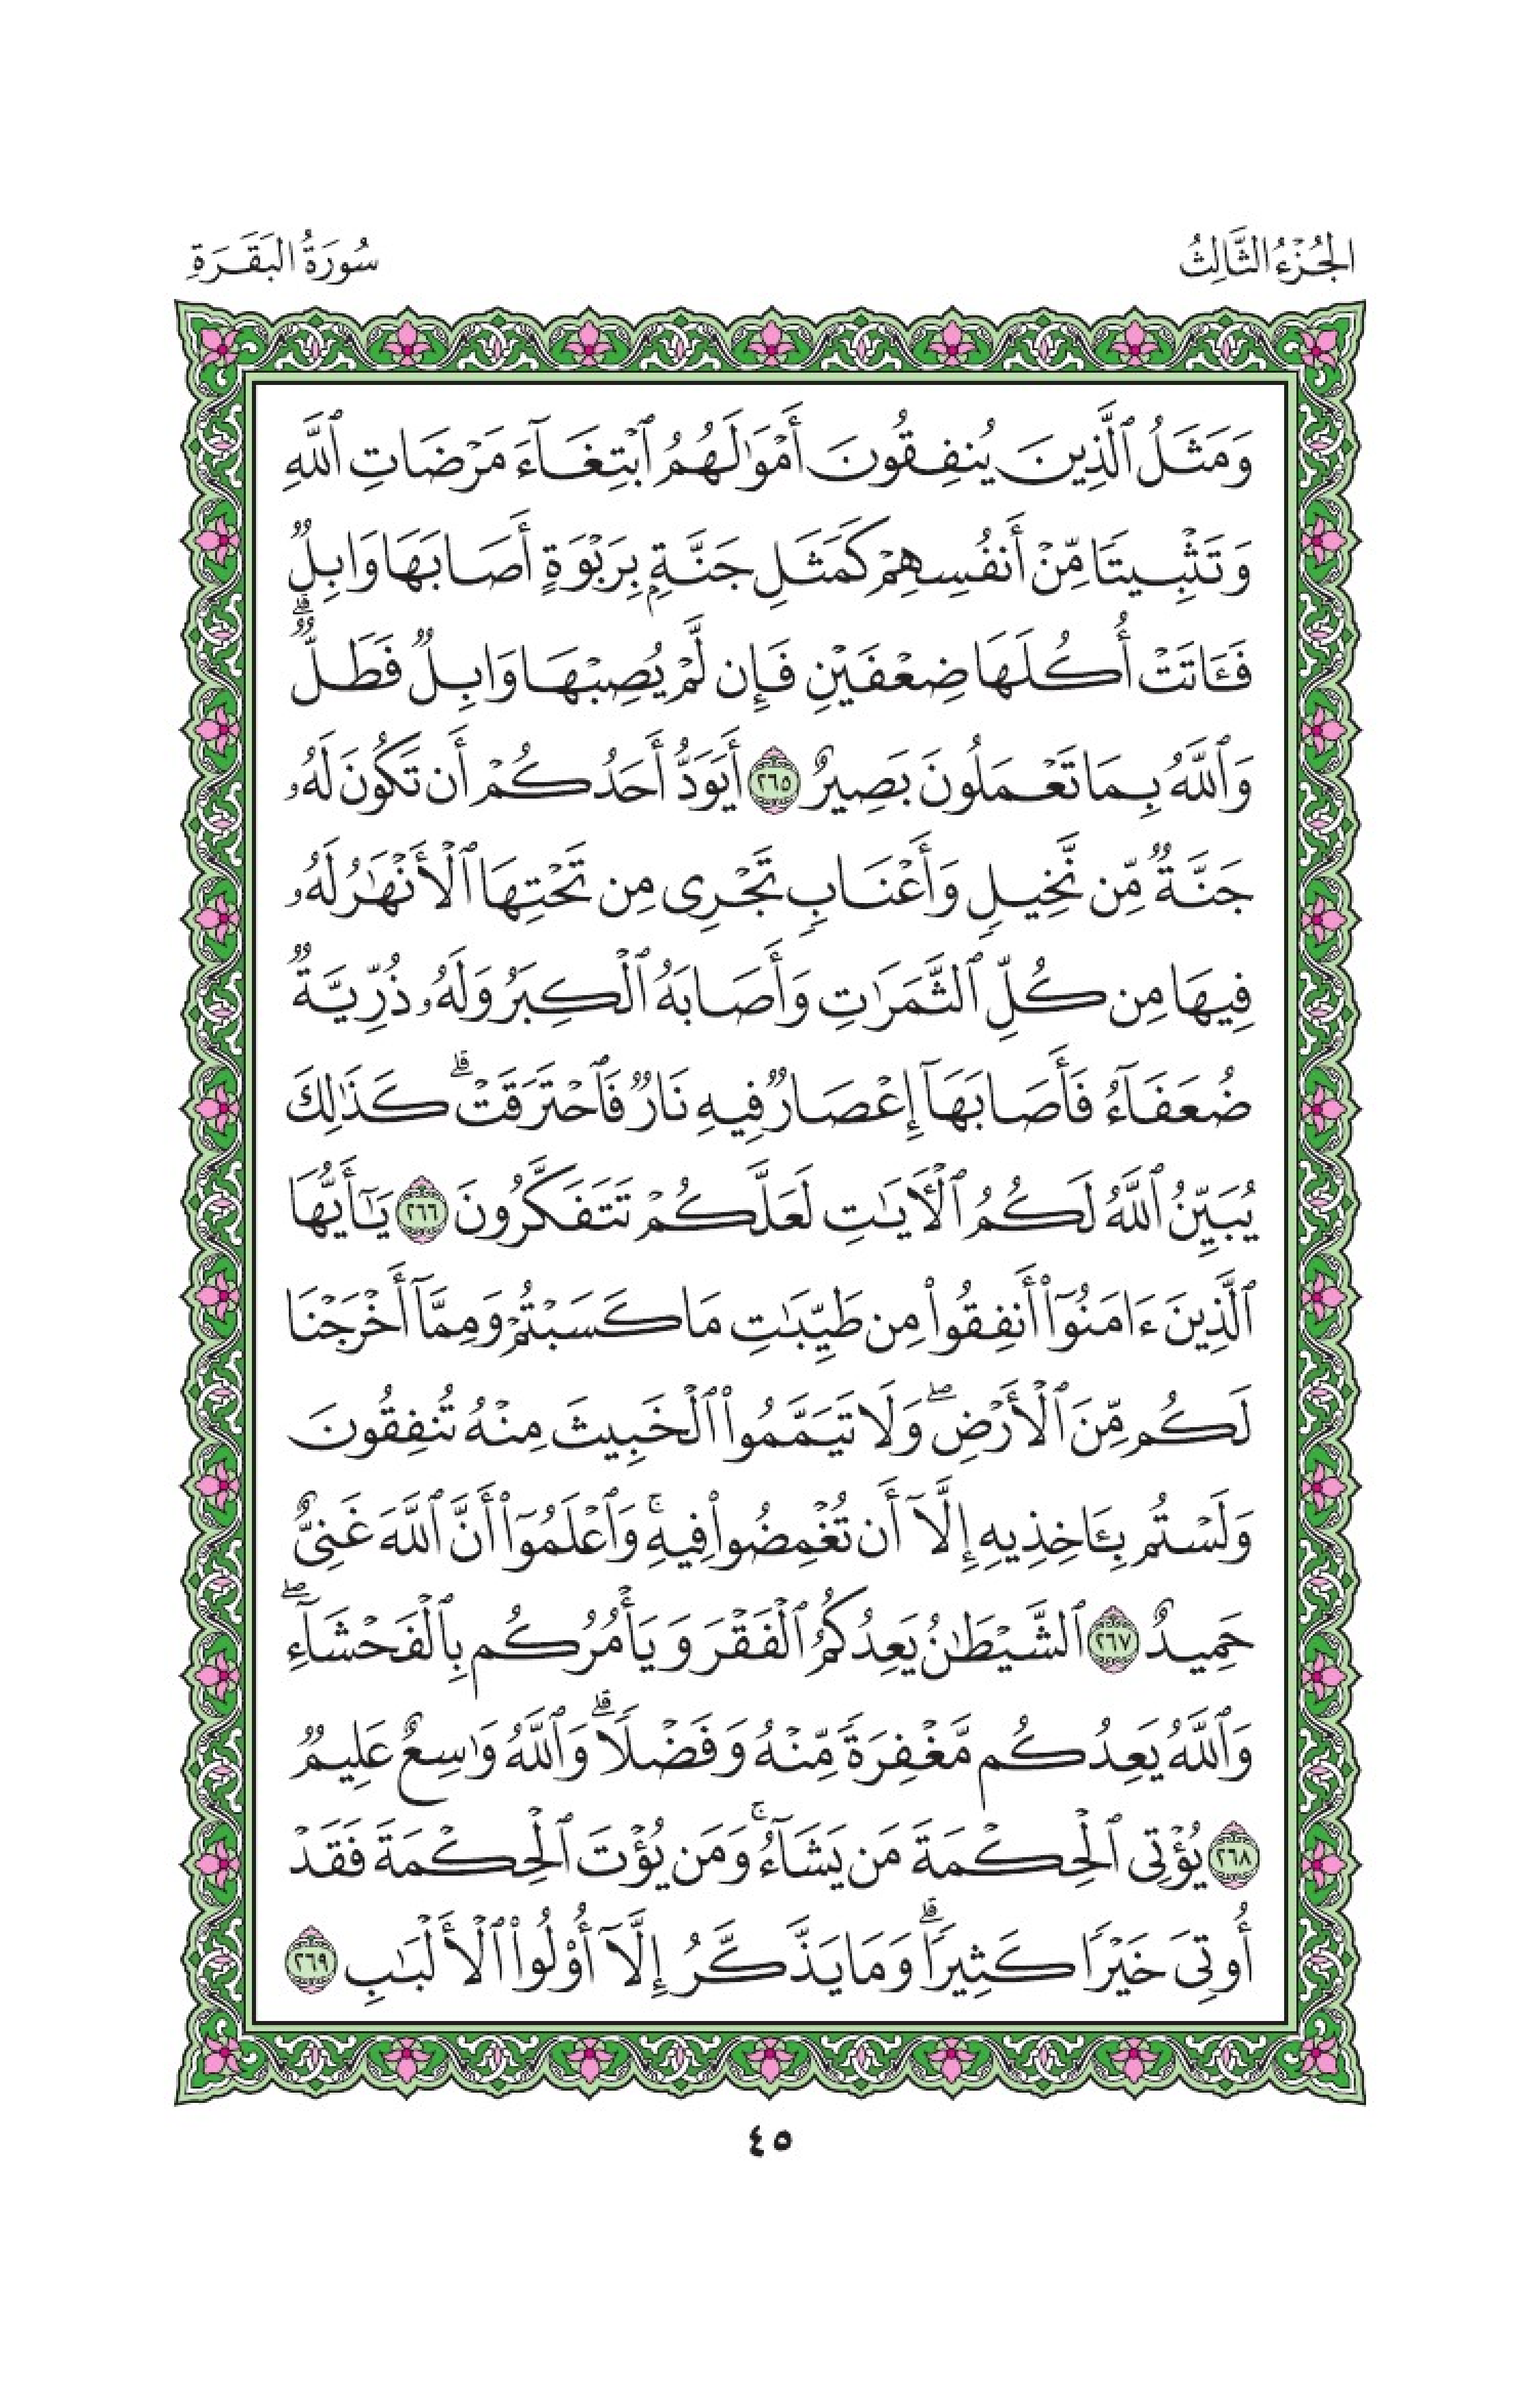 الجُزْءُ الثَّالِثُ
سُورَةُ البَقَرَةِ
وَمَثَلُ ٱلَّذِينَ يُنفِقُونَ أَمْوَٰلَهُمُ ٱبْتِغَآءَ مَرْضَاتِ ٱللَّهِ
وَتَثْبِيتًا مِّنْ أَنفُسِهِمْ كَمَثَلِ جَنَّةٍۭ بِرَبْوَةٍ أَصَابَهَا وَابِلٌ
فَـَٔاتَتْ أُكُلَهَا ضِعْفَيْنِ فَإِن لَّمْ يُصِبْهَا وَابِلٌ فَطَلٌّ ۗ
وَٱللَّهُ بِمَا تَعْمَلُونَ بَصِيرٌ ٢٦٥ أَيَوَدُّ أَحَدُكُمْ أَن تَكُونَ لَهُۥ
جَنَّةٌ مِّن نَّخِيلٍ وَأَعْنَابٍ تَجْرِى مِن تَحْتِهَا ٱلْأَنْهَٰرُ لَهُۥ
فِيهَا مِن كُلِّ ٱلثَّمَرَٰتِ وَأَصَابَهُ ٱلْكِبَرُ وَلَهُۥ ذُرِّيَّةٌ
ضُعَفَآءُ فَأَصَابَهَآ إِعْصَارٌ فِيهِ نَارٌ فَٱحْتَرَقَتْ ۗ كَذَٰلِكَ
يُبَيِّنُ ٱللَّهُ لَكُمُ ٱلْـَٔايَٰتِ لَعَلَّكُمْ تَتَفَكَّرُونَ ٢٦٦ يَٰٓأَيُّهَا
ٱلَّذِينَ ءَامَنُوٓا۟ أَنفِقُوا۟ مِن طَيِّبَٰتِ مَا كَسَبْتُمْ وَمِمَّآ أَخْرَجْنَا
لَكُم مِّنَ ٱلْأَرْضِ ۖ وَلَا تَيَمَّمُوا۟ ٱلْخَبِيثَ مِنْهُ تُنفِقُونَ
وَلَسْتُم بِـَٔاخِذِيهِ إِلَّآ أَن تُغْمِضُوا۟ فِيهِ ۚ وَٱعْلَمُوٓا۟ أَنَّ ٱللَّهَ غَنِىٌّ
حَمِيدٌ ٢٦٧ ٱلشَّيْطَٰنُ يَعِدُكُمُ ٱلْفَقْرَ وَيَأْمُرُكُم بِٱلْفَحْشَآءِ ۖ
وَٱللَّهُ يَعِدُكُم مَّغْفِرَةً مِّنْهُ وَفَضْلًا ۗ وَٱللَّهُ وَٰسِعٌ عَلِيمٌ
٢٦٨ يُؤْتِى ٱلْحِكْمَةَ مَن يَشَآءُ ۚ وَمَن يُؤْتَ ٱلْحِكْمَةَ فَقَدْ
أُوتِىَ خَيْرًا كَثِيرًا ۗ وَمَا يَذَّكَّرُ إِلَّآ أُو۟لُوا۟ ٱلْأَلْبَٰبِ ٢٦٩
٤٥